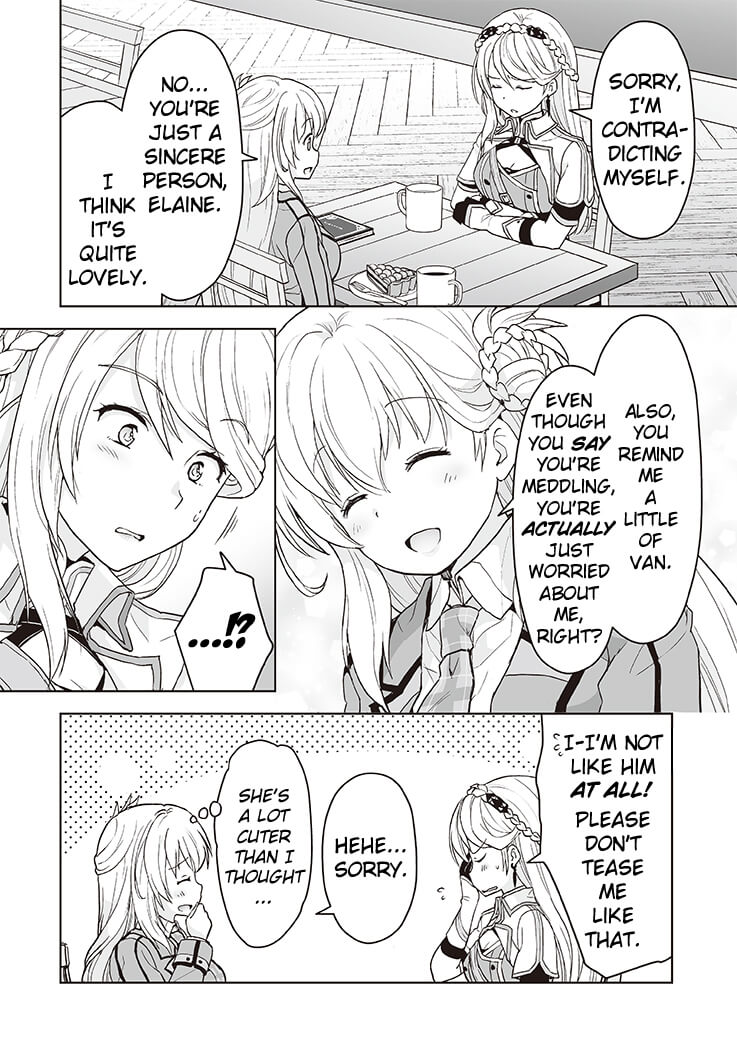 SORRY,
I'M
CONTRA-
DICTING
MYSELF.
NO...
YOU'RE
JUST A
SINCERE
PERSON,
ELAINE.
I
THINK
IT'S
QUITE
LOVELY.
ALSO,
YOU
REMIND
ME
A
LITTLE
OF
VAN.
EVEN
THOUGH
YOU SAY
YOU'RE
MEDDLING,
YOU'RE
ACTUALLY
JUST
WORRIED
ABOUT
ME,
RIGHT?
.....!?
I-I'M NOT
LIKE HIM
AT ALL!
PLEASE
DON'T
TEASE
ME
LIKE
THAT.
HEHE...
SORRY.
SHE'S
A LOT
CUTER
THAN I
THOUGHT
...